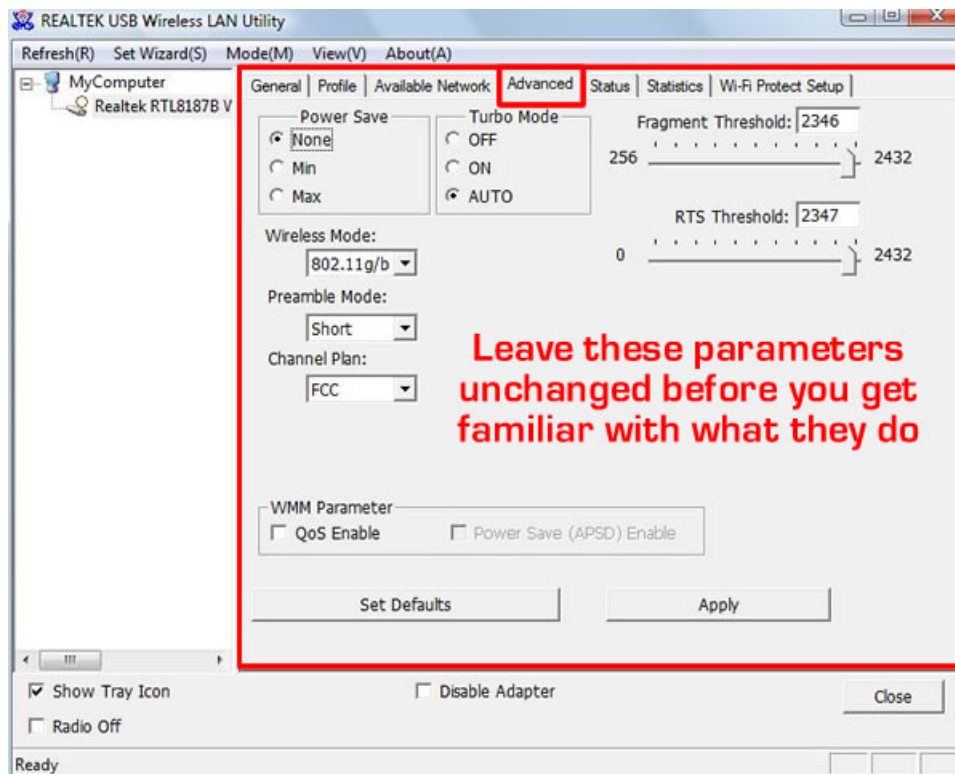 REALTEK USB Wireless LAN Utility
Refresh(R) Set Wizard(S) Mode(M) View(V) About(A)
MyComputer
Realtek RTL8187B
General Profile Available Network Advanced Status Statistics Wi-Fi Protect Setup
Power Save
None
Min
Max
Turbo Mode
OFF
ON
AUTO
Fragment Threshold: 2346
256 2432
RTS Threshold: 2347
0 2432
Wireless Mode:
802.11g/b
Preamble Mode:
Short
Channel Plan:
FCC
Leave these parameters
unchanged before you get
familiar with what they do
WMM Parameter
QoS Enable Power Save (APSD) Enable
Set Defaults Apply
Show Tray Icon Disable Adapter Close
Radio Off
Ready